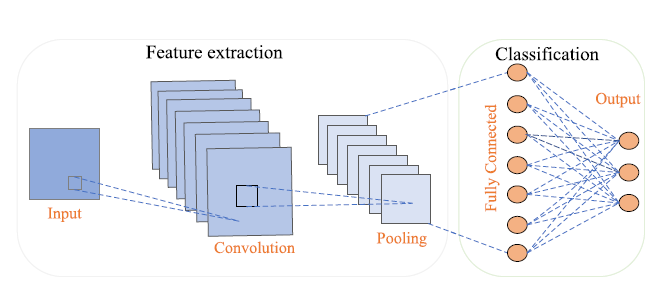 Feature extraction
Classification
Input
Convolution
Pooling
Fully Connected
Output